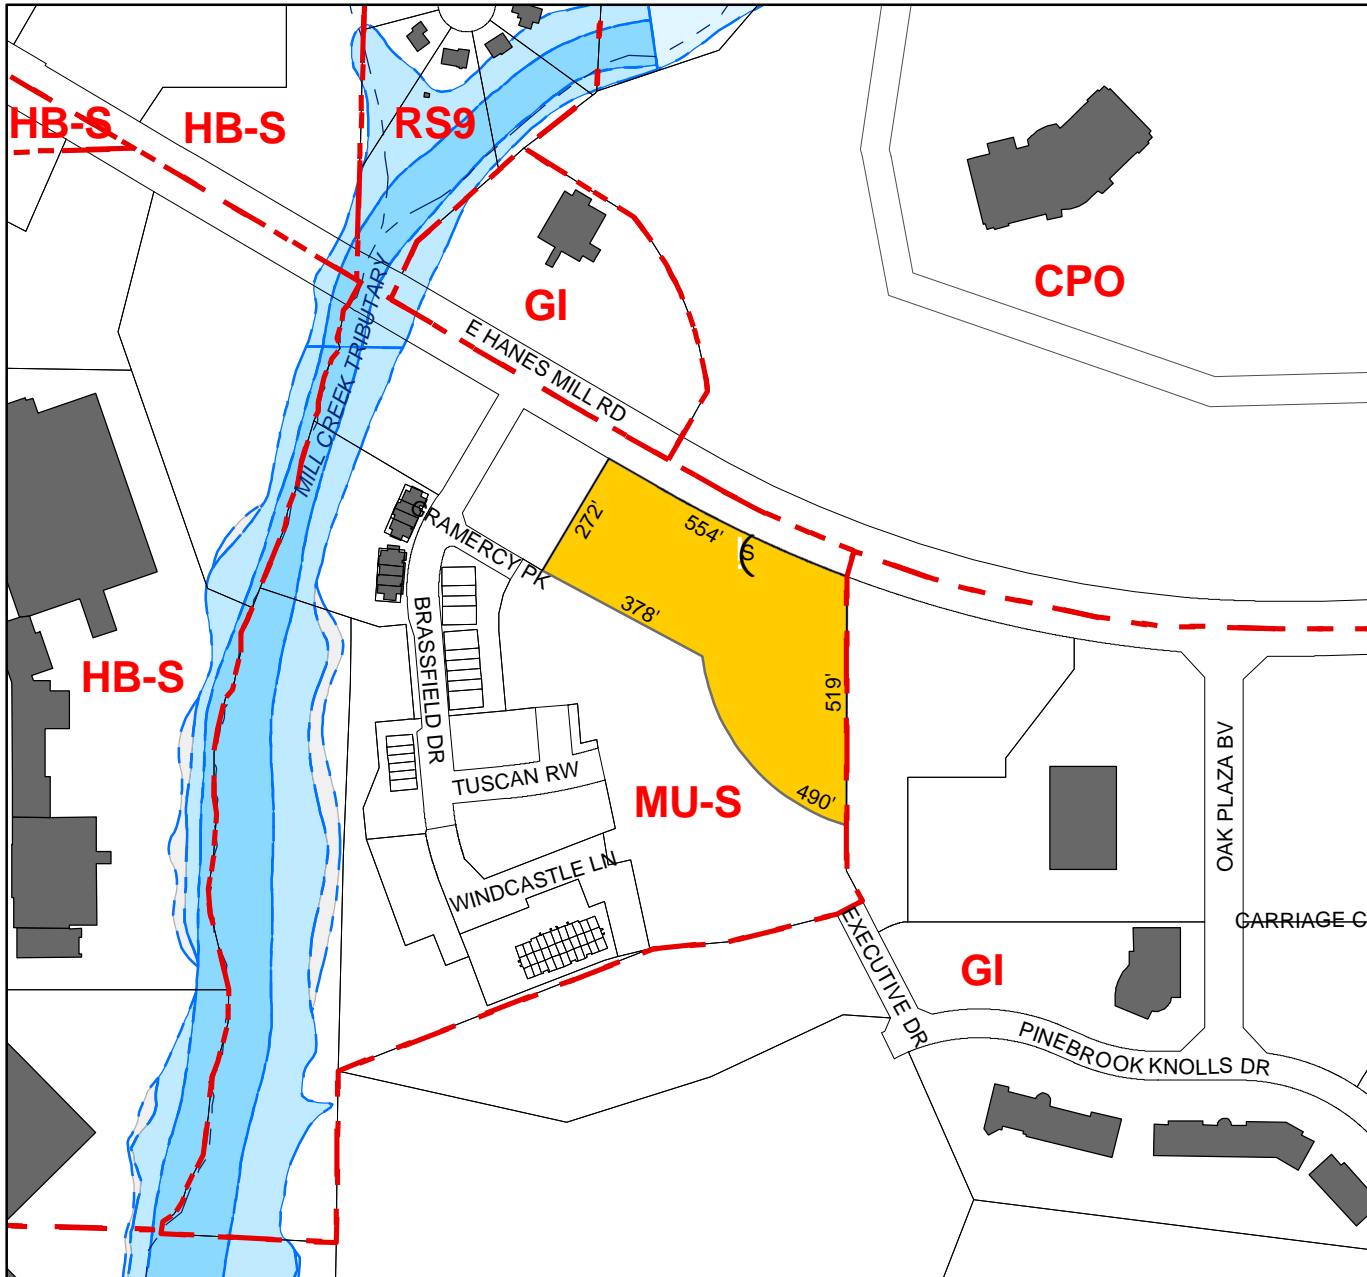 HB-S
HB-S
RS9
CPO
GI
MILL CREEK TRIBUTARY
E HANES MILL RD
272'
554'
S
GRAMERCY PK
378'
BRASSFIELD DR
HB-S
519'
OAK PLAZA BV
TUSCAN RW
MU-S
490'
WINDCASTLE LN
EXECUTIVE DR
CARRIAGE C
GI
PINEBROOK KNOLLS DR